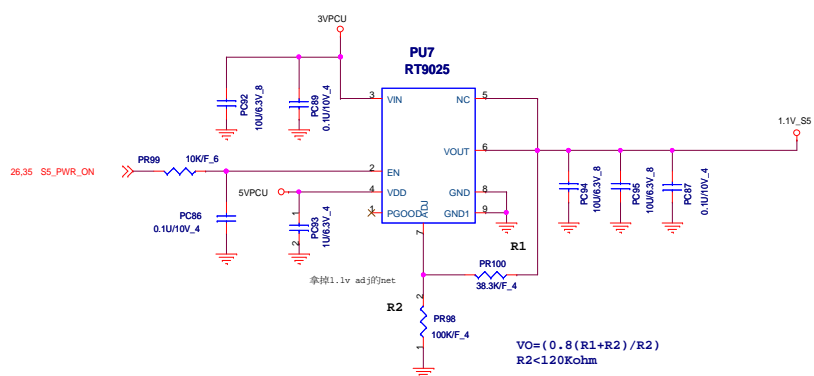 3VPCU
PU7
RT9025
PC92
10U/6.3V_8
PC89
0.1U/10V_4
3
VIN
NC
5
1.1V_S5
26,35 S5_PWR_ON
PR99
10K/F_6
2
EN
VOUT
6
5VPCU
4
VDD
GND
8
1
PGOOD
ADJ
GND1
9
PC86
0.1U/10V_4
1
2
PC93
1U/6.3V_4
7
PC94
10U/6.3V_8
PC95
10U/6.3V_8
PC87
0.1U/10V_4
R1
PR100
38.3K/F_4
拿掉1.1v adj的net
R2
2
PR98
100K/F_4
1
VO=(0.8(R1+R2)/R2)
R2<120Kohm